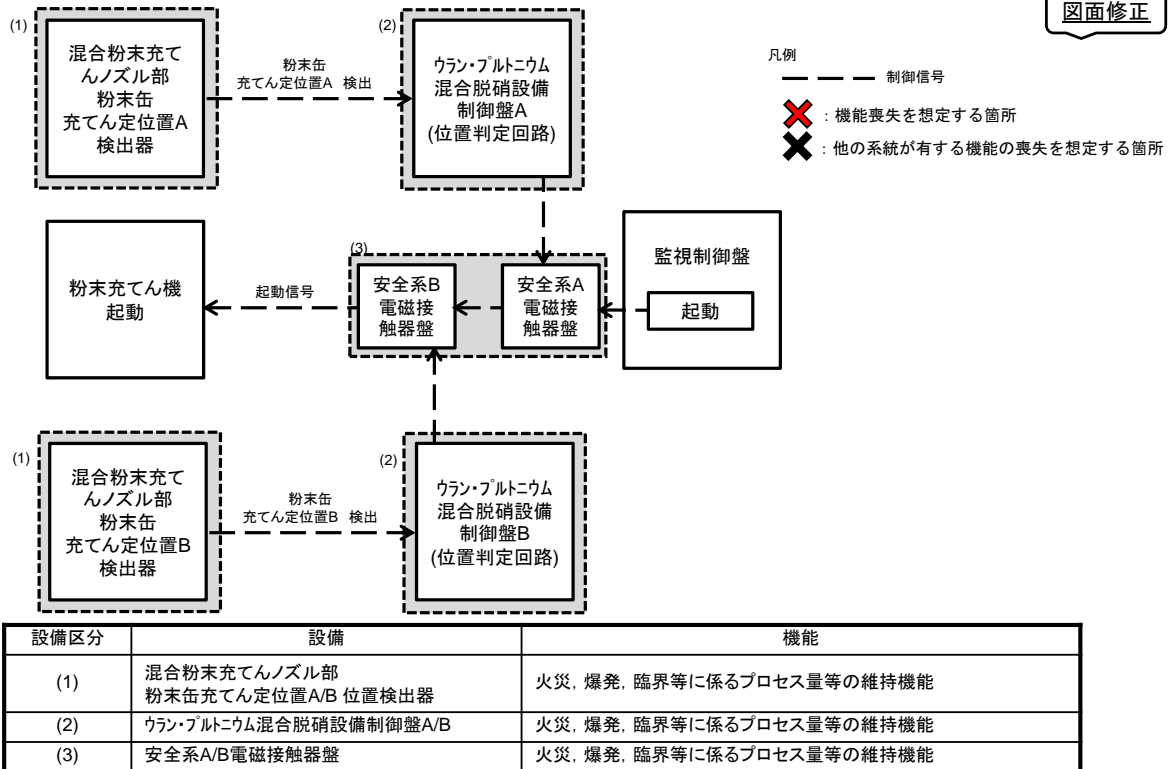 図面修正
(1)
混合粉末充て
んノズル部
粉末缶
充てん定位置A
検出器
粉末缶
充てん定位置A 検出
(2)
ウラン・プルトニウム
混合脱硝設備
制御盤A
(位置判定回路)
凡例
制御信号
：機能喪失を想定する箇所
：他の系統が有する機能の喪失を想定する箇所
粉末充てん機
起動
起動信号
(3)
安全系B
電磁接
触器盤
安全系A
電磁接
触器盤
監視制御盤
起動
(1)
混合粉末充て
んノズル部
粉末缶
充てん定位置B
検出器
粉末缶
充てん定位置B 検出
(2)
ウラン・プルトニウム
混合脱硝設備
制御盤B
(位置判定回路)
設備区分 設備 機能
(1) 混合粉末充てんノズル部
粉末缶充てん定位置A/B 位置検出器 火災，爆発，臨界等に係るプロセス量等の維持機能
(2) ウラン・プルトニウム混合脱硝設備制御盤A/B 火災，爆発，臨界等に係るプロセス量等の維持機能
(3) 安全系A/B電磁接触器盤 火災，爆発，臨界等に係るプロセス量等の維持機能